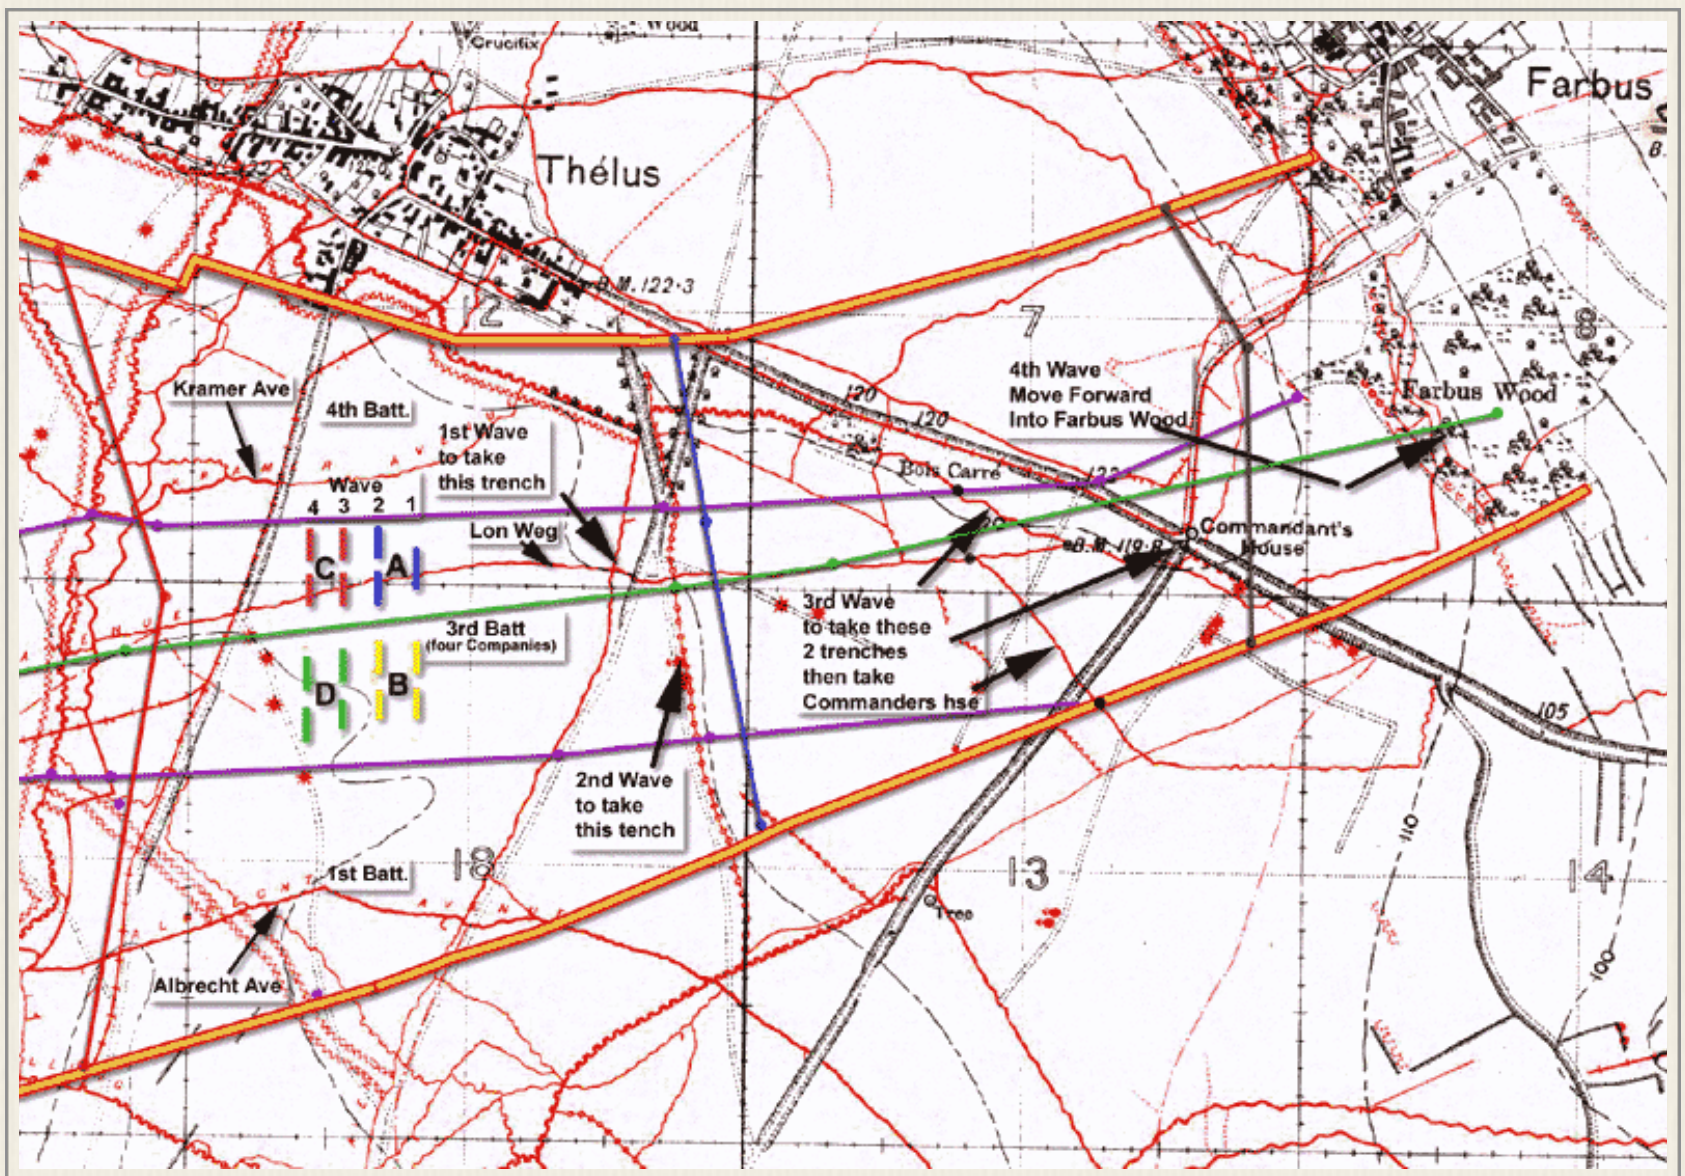 Wood
Crucifix
Farbus
B.
Thélus
B.M.122·3
12
7
8
Kramer Ave
4th Batt.
1st Wave
to take
this trench
4th Wave
Move Forward
Into Farbus Wood
120
120
Farbus Wood
Bois Carré
122
Wave
4 3 2 1
Lon Weg
C A
Commandant's
House
B.M. 119·8
3rd Batt
(four Companies)
D B
3rd Wave
to take these
2 trenches
then take
Commanders hse
105
2nd Wave
to take
this tench
110
1st Batt.
18
13
14
Tree
Albrecht Ave
100